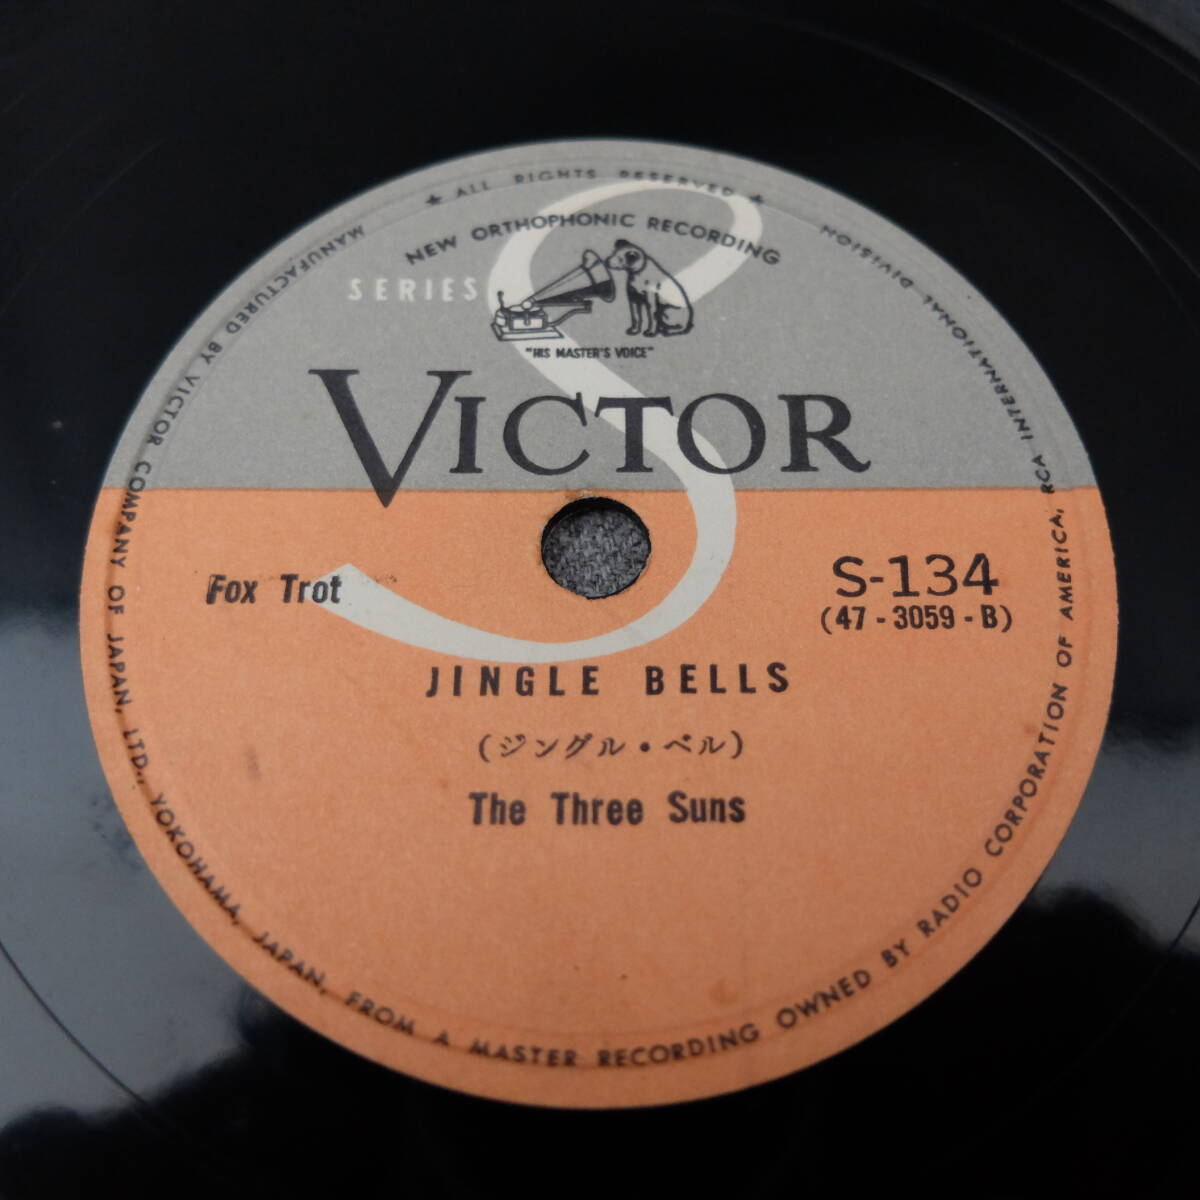 ★ ALL RIGHTS RESERVED ★
NEW ORTHOPHONIC RECORDING
SERIES S
"HIS MASTER'S VOICE"
VICTOR
Fox Trot
S-134
(47-3059-B)
JINGLE BELLS
(ジングル・ベル)
The Three Suns
MANUFACTURED BY VICTOR COMPANY OF JAPAN, LTD., YOKOHAMA, JAPAN, FROM A MASTER RECORDING OWNED BY RADIO CORPORATION OF AMERICA, RCA INTERNATIONAL DIVISION